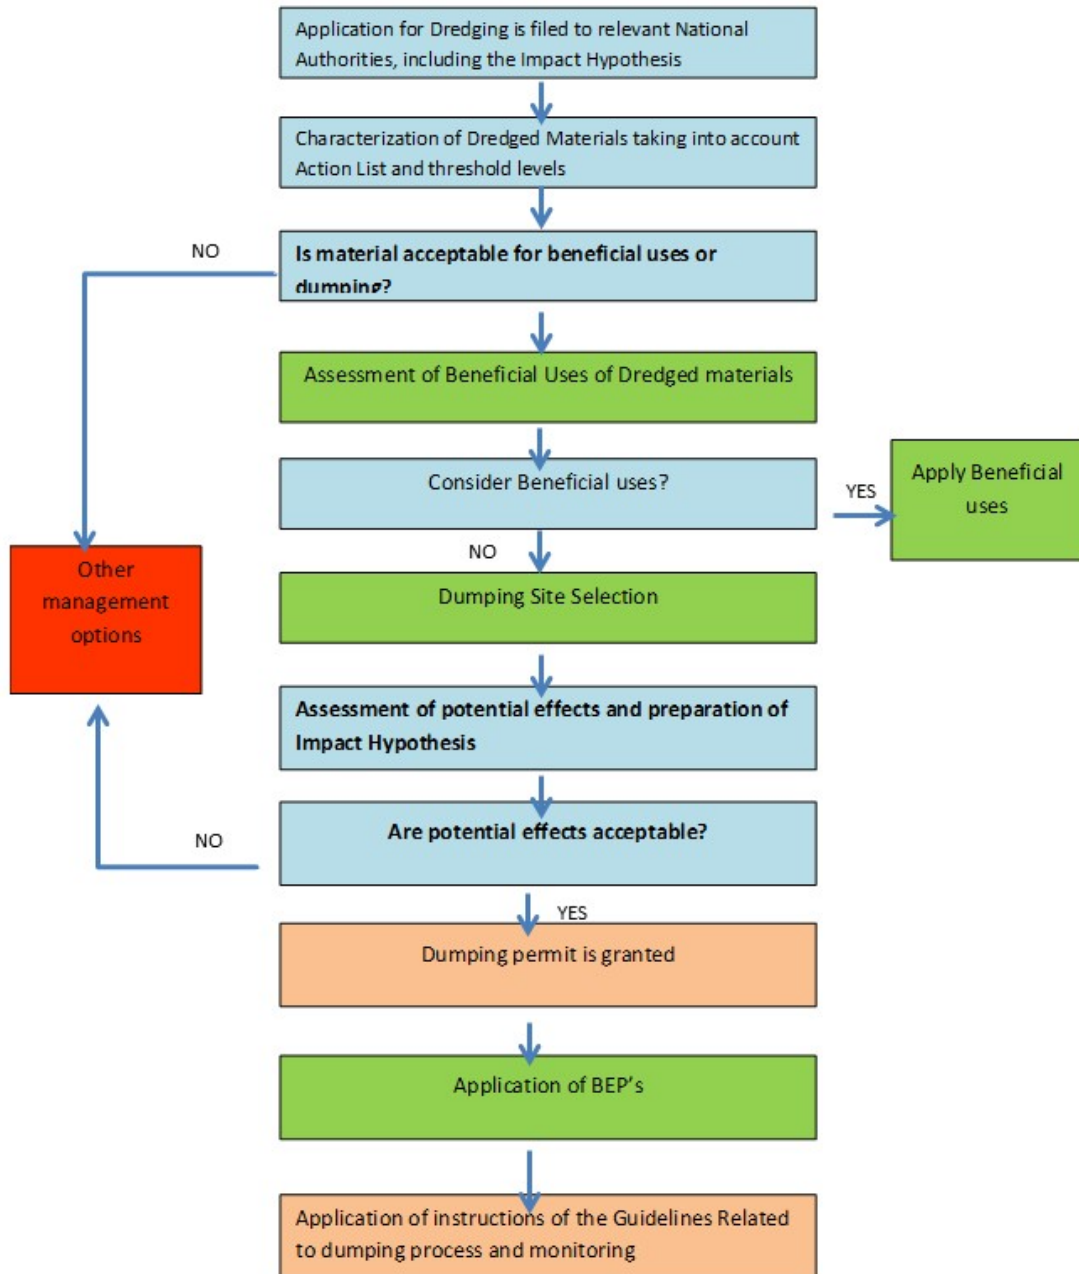 Application for Dredging is filed to relevant National
Authorities, including the Impact Hypothesis
Characterization of Dredged Materials taking into account
Action List and threshold levels
NO
Is material acceptable for beneficial uses or
dumping?
Assessment of Beneficial Uses of Dredged materials
Consider Beneficial uses?
YES
Apply Beneficial
uses
NO
Other
management
options
Dumping Site Selection
Assessment of potential effects and preparation of
Impact Hypothesis
Are potential effects acceptable?
NO
YES
Dumping permit is granted
Application of BEP’s
Application of instructions of the Guidelines Related
to dumping process and monitoring